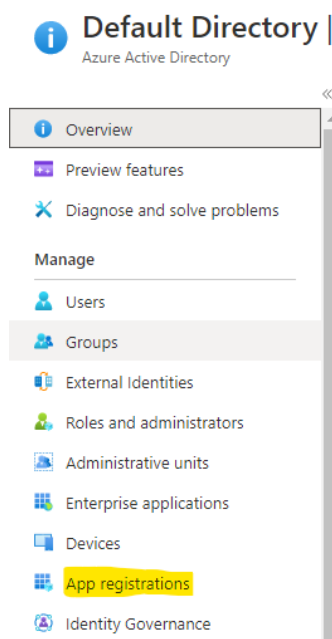 Default Directory |
Azure Active Directory
Overview
Preview features
Diagnose and solve problems
Manage
Users
Groups
External Identities
Roles and administrators
Administrative units
Enterprise applications
Devices
App registrations
Identity Governance